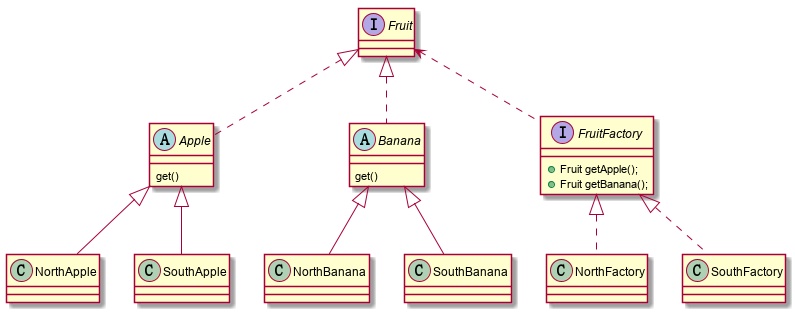 I Fruit
A Apple
get()
A Banana
get()
I FruitFactory
Fruit getApple();
Fruit getBanana();
C NorthApple
C SouthApple
C NorthBanana
C SouthBanana
C NorthFactory
C SouthFactory